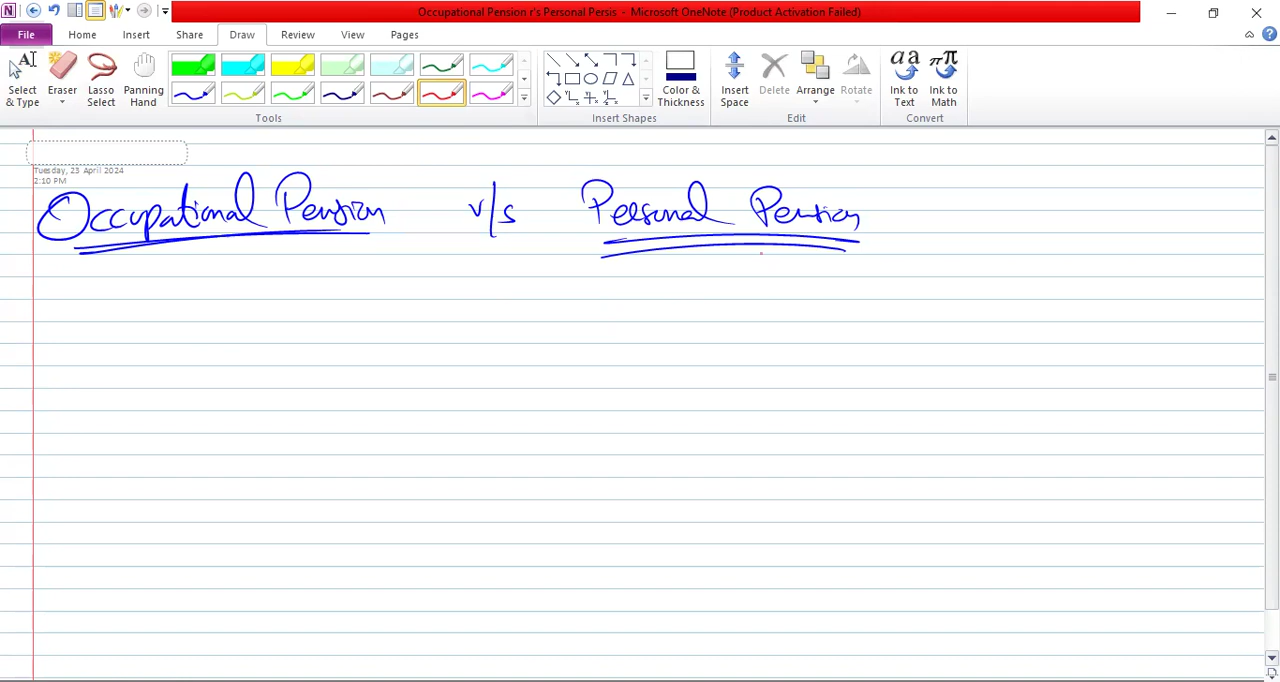 Occupational Pension r's Personal Persis - Microsoft OneNote (Product Activation Failed)
File Home Insert Share Draw Review View Pages
Select & Type
Eraser
Lasso Select
Panning Hand
Color & Thickness
Insert Space
Delete
Arrange
Rotate
Ink to Text
Ink to Math
Tools Insert Shapes Edit Convert
Tuesday, 23 April 2024
2:10 PM
Occupational Pension v/s Personal Pension